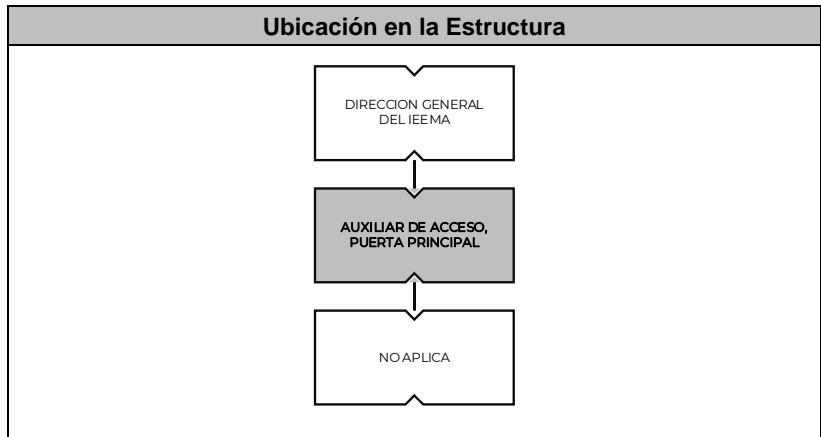 Ubicación en la Estructura
DIRECCION GENERAL
DEL IEEMA
AUXILIAR DE ACCESO,
PUERTA PRINCIPAL
NO APLICA